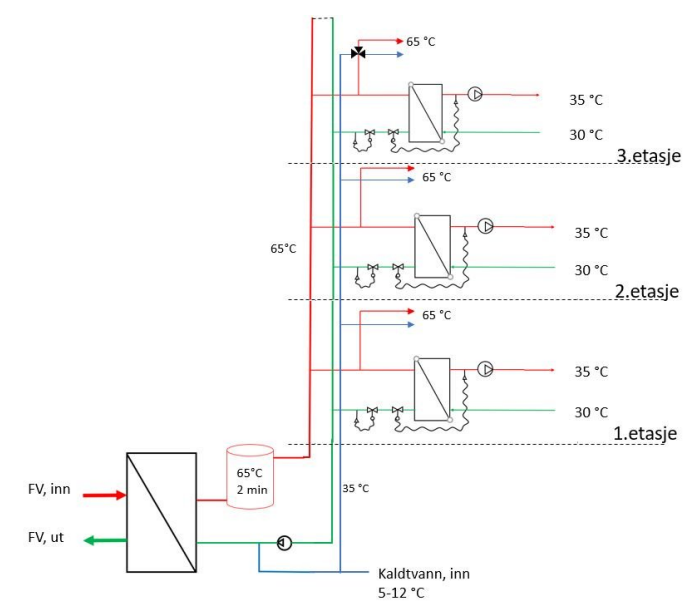 65 °C
35 °C
30 °C
3.etasje
65 °C
35 °C
65°C
30 °C
2.etasje
65 °C
35 °C
30 °C
1.etasje
65°C
2 min
FV, inn
35 °C
FV, ut
Kaldtvann, inn
5-12 °C